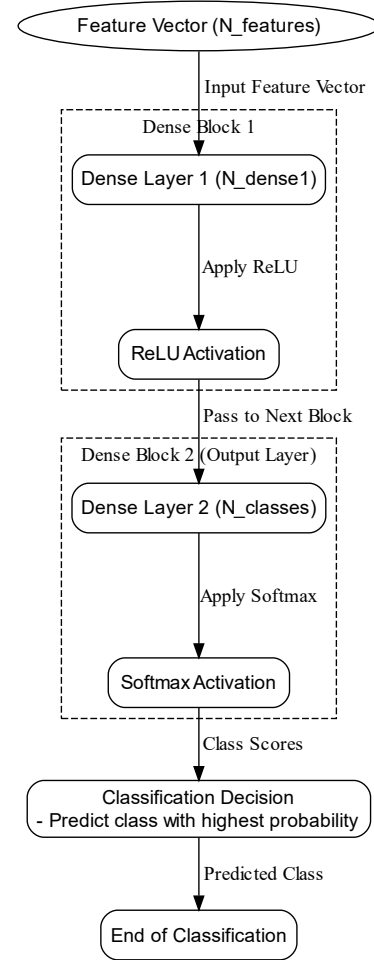 Feature Vector (N_features)
Input Feature Vector
Dense Block 1
Dense Layer 1 (N_dense1)
Apply ReLU
ReLU Activation
Pass to Next Block
Dense Block 2 (Output Layer)
Dense Layer 2 (N_classes)
Apply Softmax
Softmax Activation
Class Scores
Classification Decision
- Predict class with highest probability
Predicted Class
End of Classification